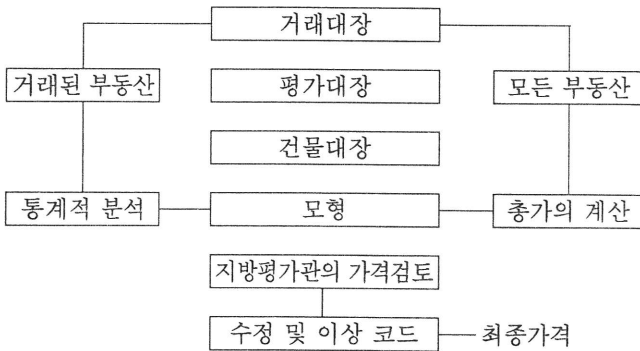 거래대장
거래된 부동산 평가대장 모든 부동산
건물대장
통계적 분석 모형 총가의 계산
지방평가관의 가격검토
수정 및 이상 코드 최종가격